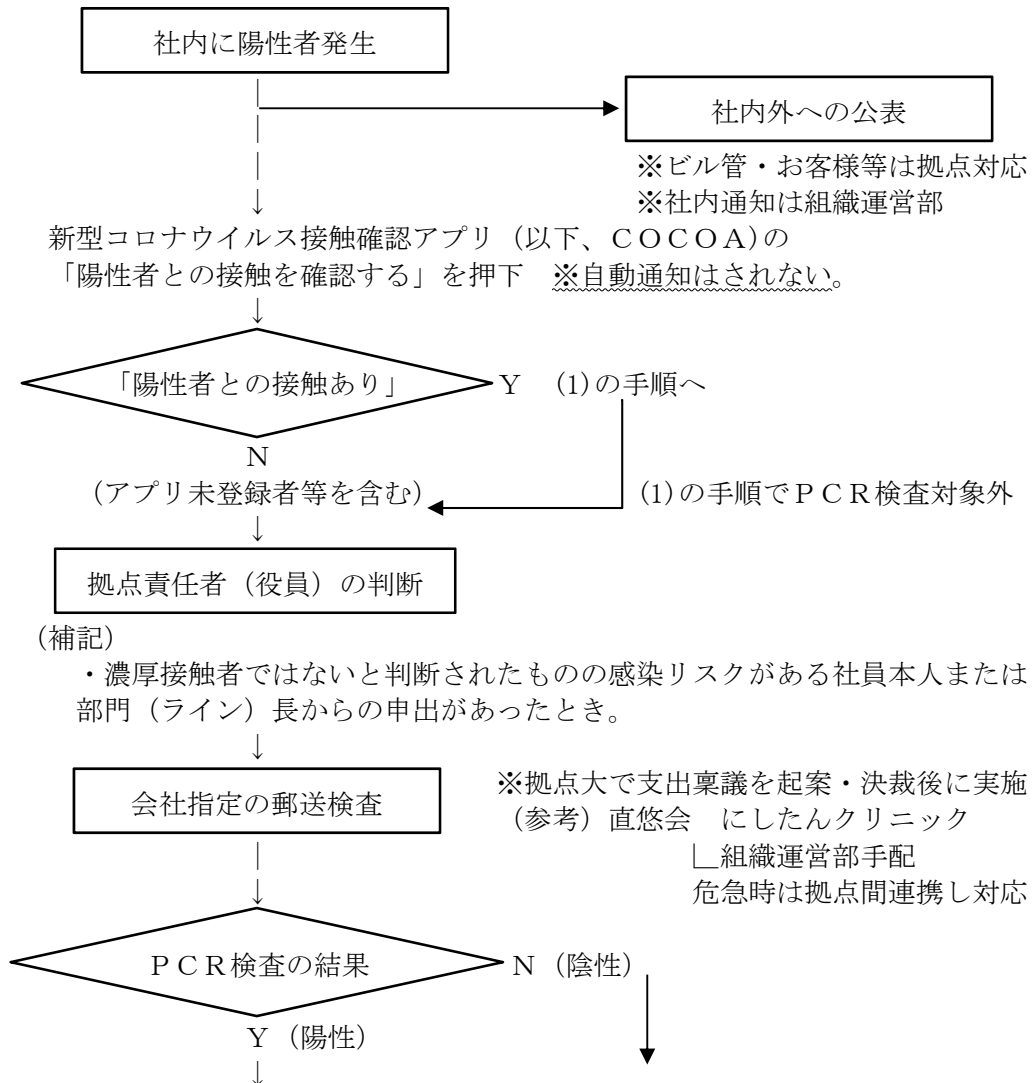 社内に陽性者発生
社内外への公表
※ビル管・お客様等は拠点対応
※社内通知は組織運営部
新型コロナウイルス接触確認アプリ（以下、ＣＯＣＯＡ）の
「陽性者との接触を確認する」を押下　※自動通知はされない。
↓
「陽性者との接触あり」
Ｙ　(1)の手順へ
Ｎ
（アプリ未登録者等を含む）
(1)の手順でＰＣＲ検査対象外
↓
拠点責任者（役員）の判断
（補記）
・濃厚接触者ではないと判断されたものの感染リスクがある社員本人または
部門（ライン）長からの申出があったとき。
↓
会社指定の郵送検査
※拠点大で支出稟議を起案・決裁後に実施
（参考）直悠会　にしたんクリニック
∟組織運営部手配
危急時は拠点間連携し対応
↓
ＰＣＲ検査の結果
Ｎ（陰性）
Ｙ（陽性）
↓